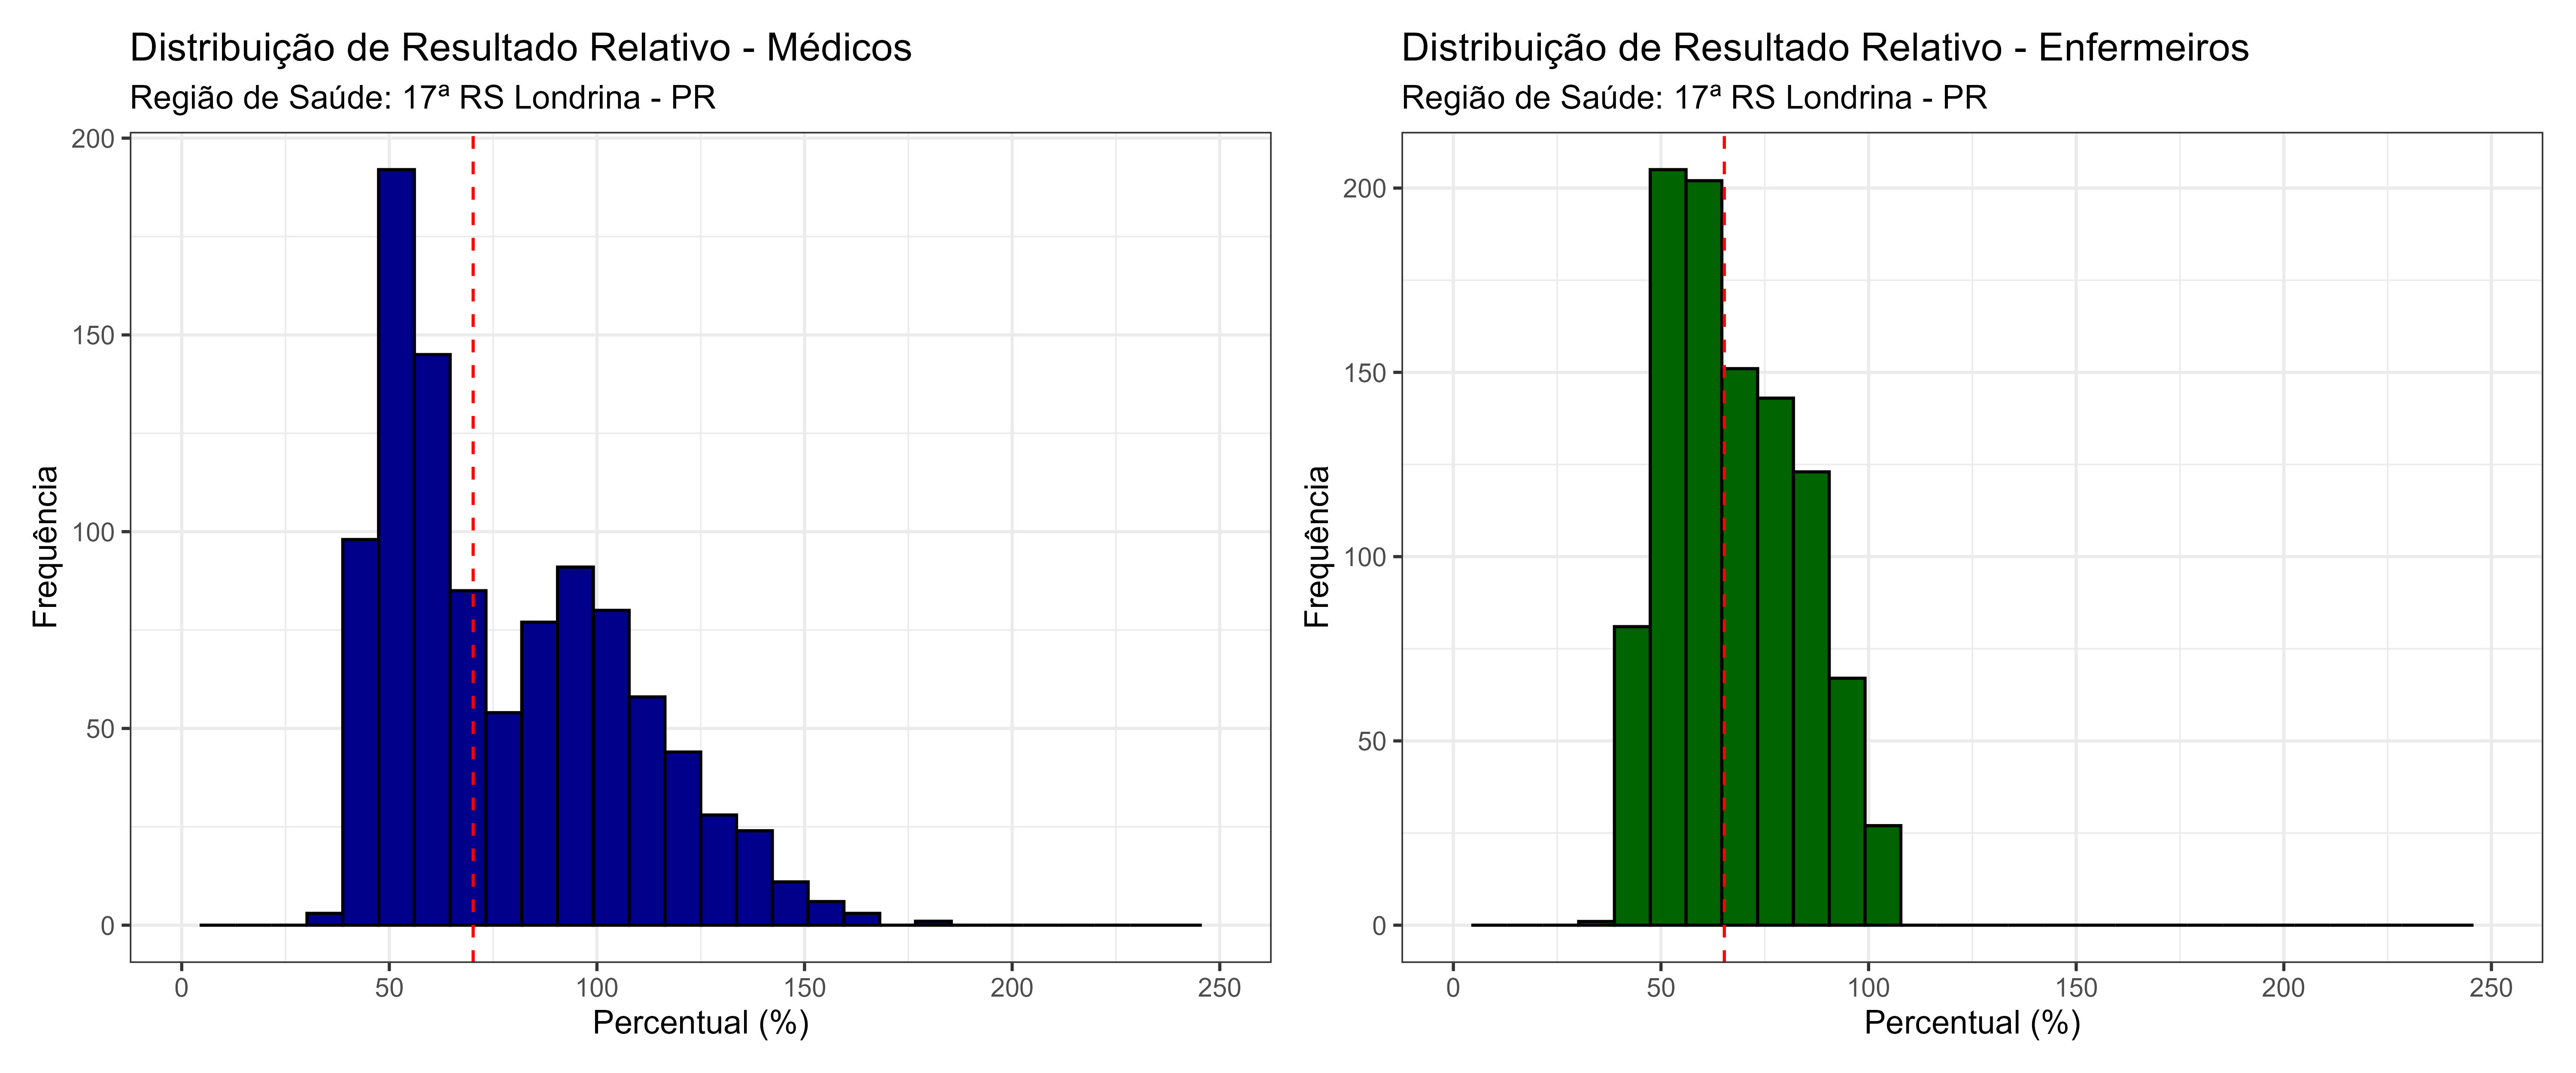 Distribuição de Resultado Relativo - Médicos
Região de Saúde: 17ª RS Londrina - PR
200
150
100
50
0
Frequência
0 50 100 150 200 250
Percentual (%)
Distribuição de Resultado Relativo - Enfermeiros
Região de Saúde: 17ª RS Londrina - PR
200
150
100
50
0
Frequência
0 50 100 150 200 250
Percentual (%)